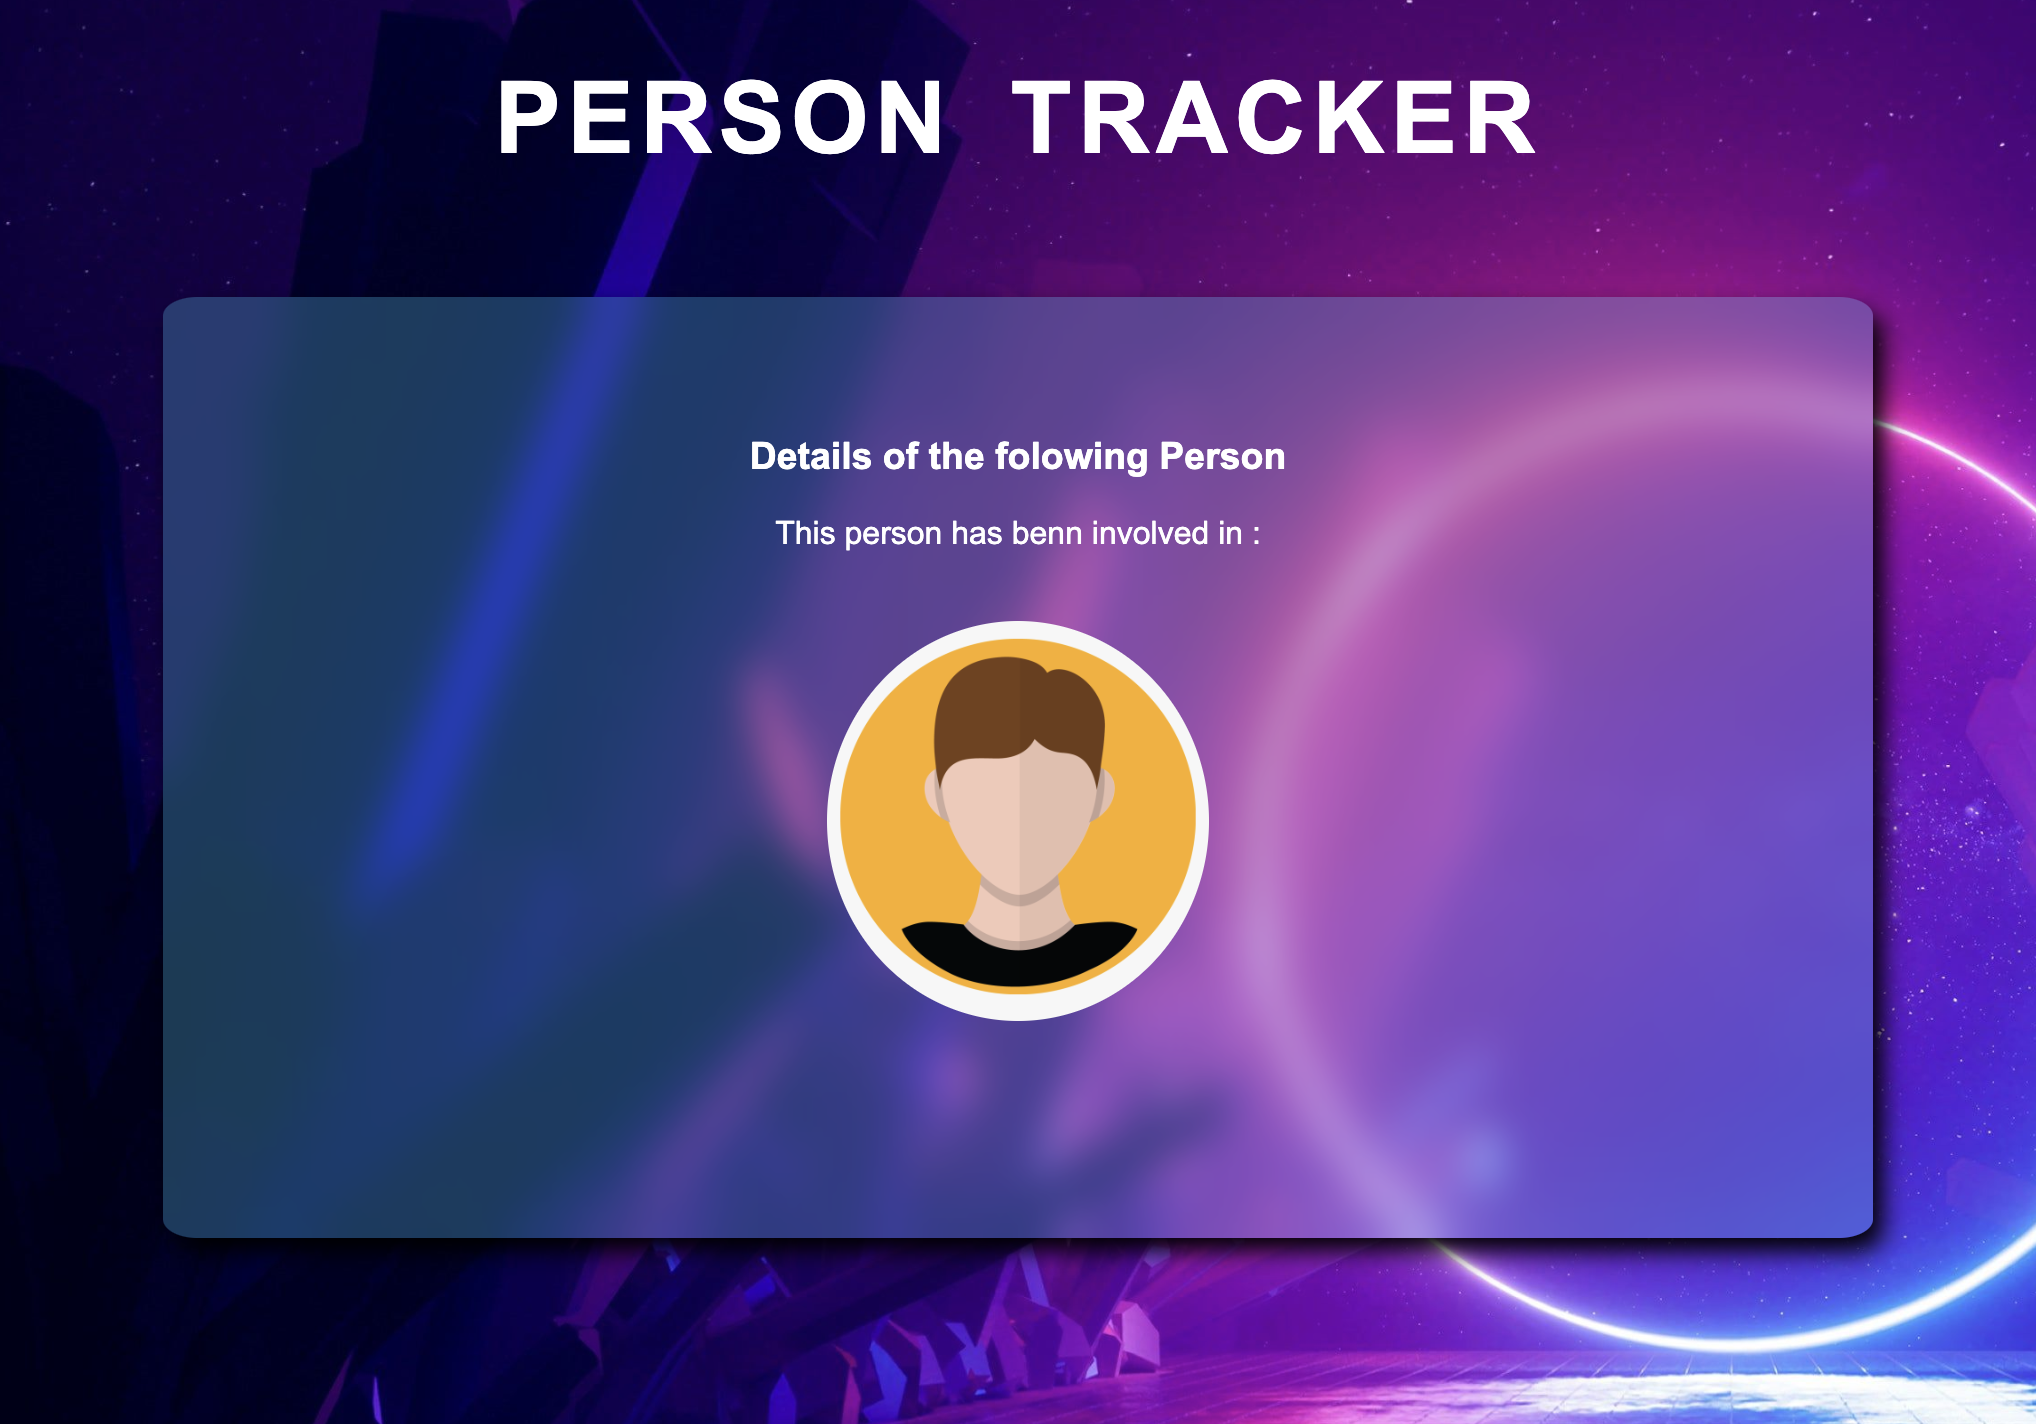 PERSON TRACKER
Details of the folowing Person
This person has benn involved in :